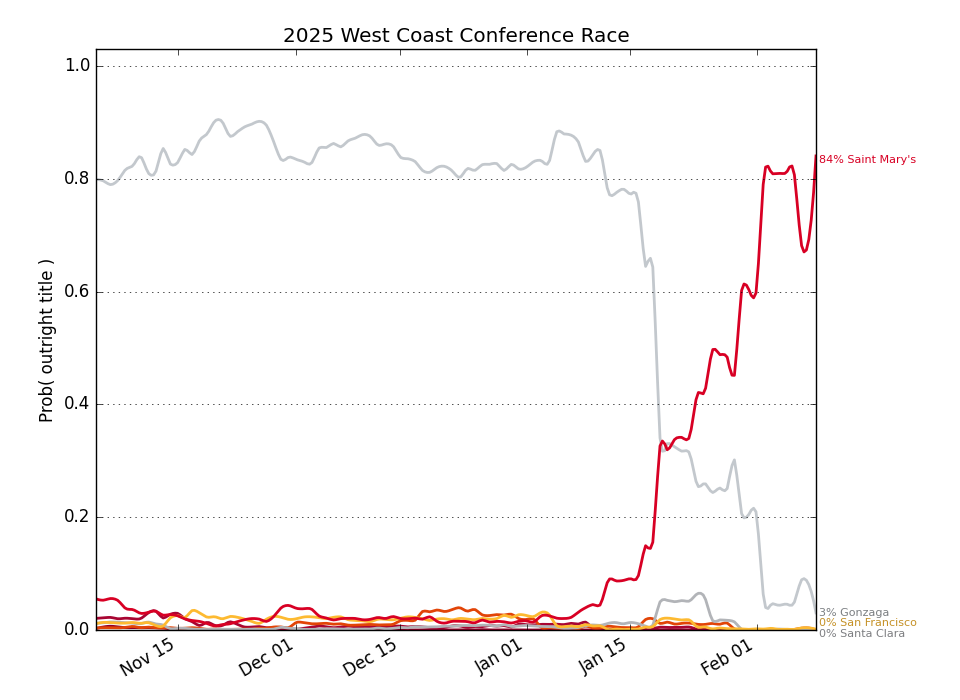 2025 West Coast Conference Race
1.0
0.8
0.6
0.4
0.2
0.0
Prob( outright title )
84% Saint Mary's
3% Gonzaga
0% San Francisco
0% Santa Clara
Nov 15
Dec 01
Dec 15
Jan 01
Jan 15
Feb 01